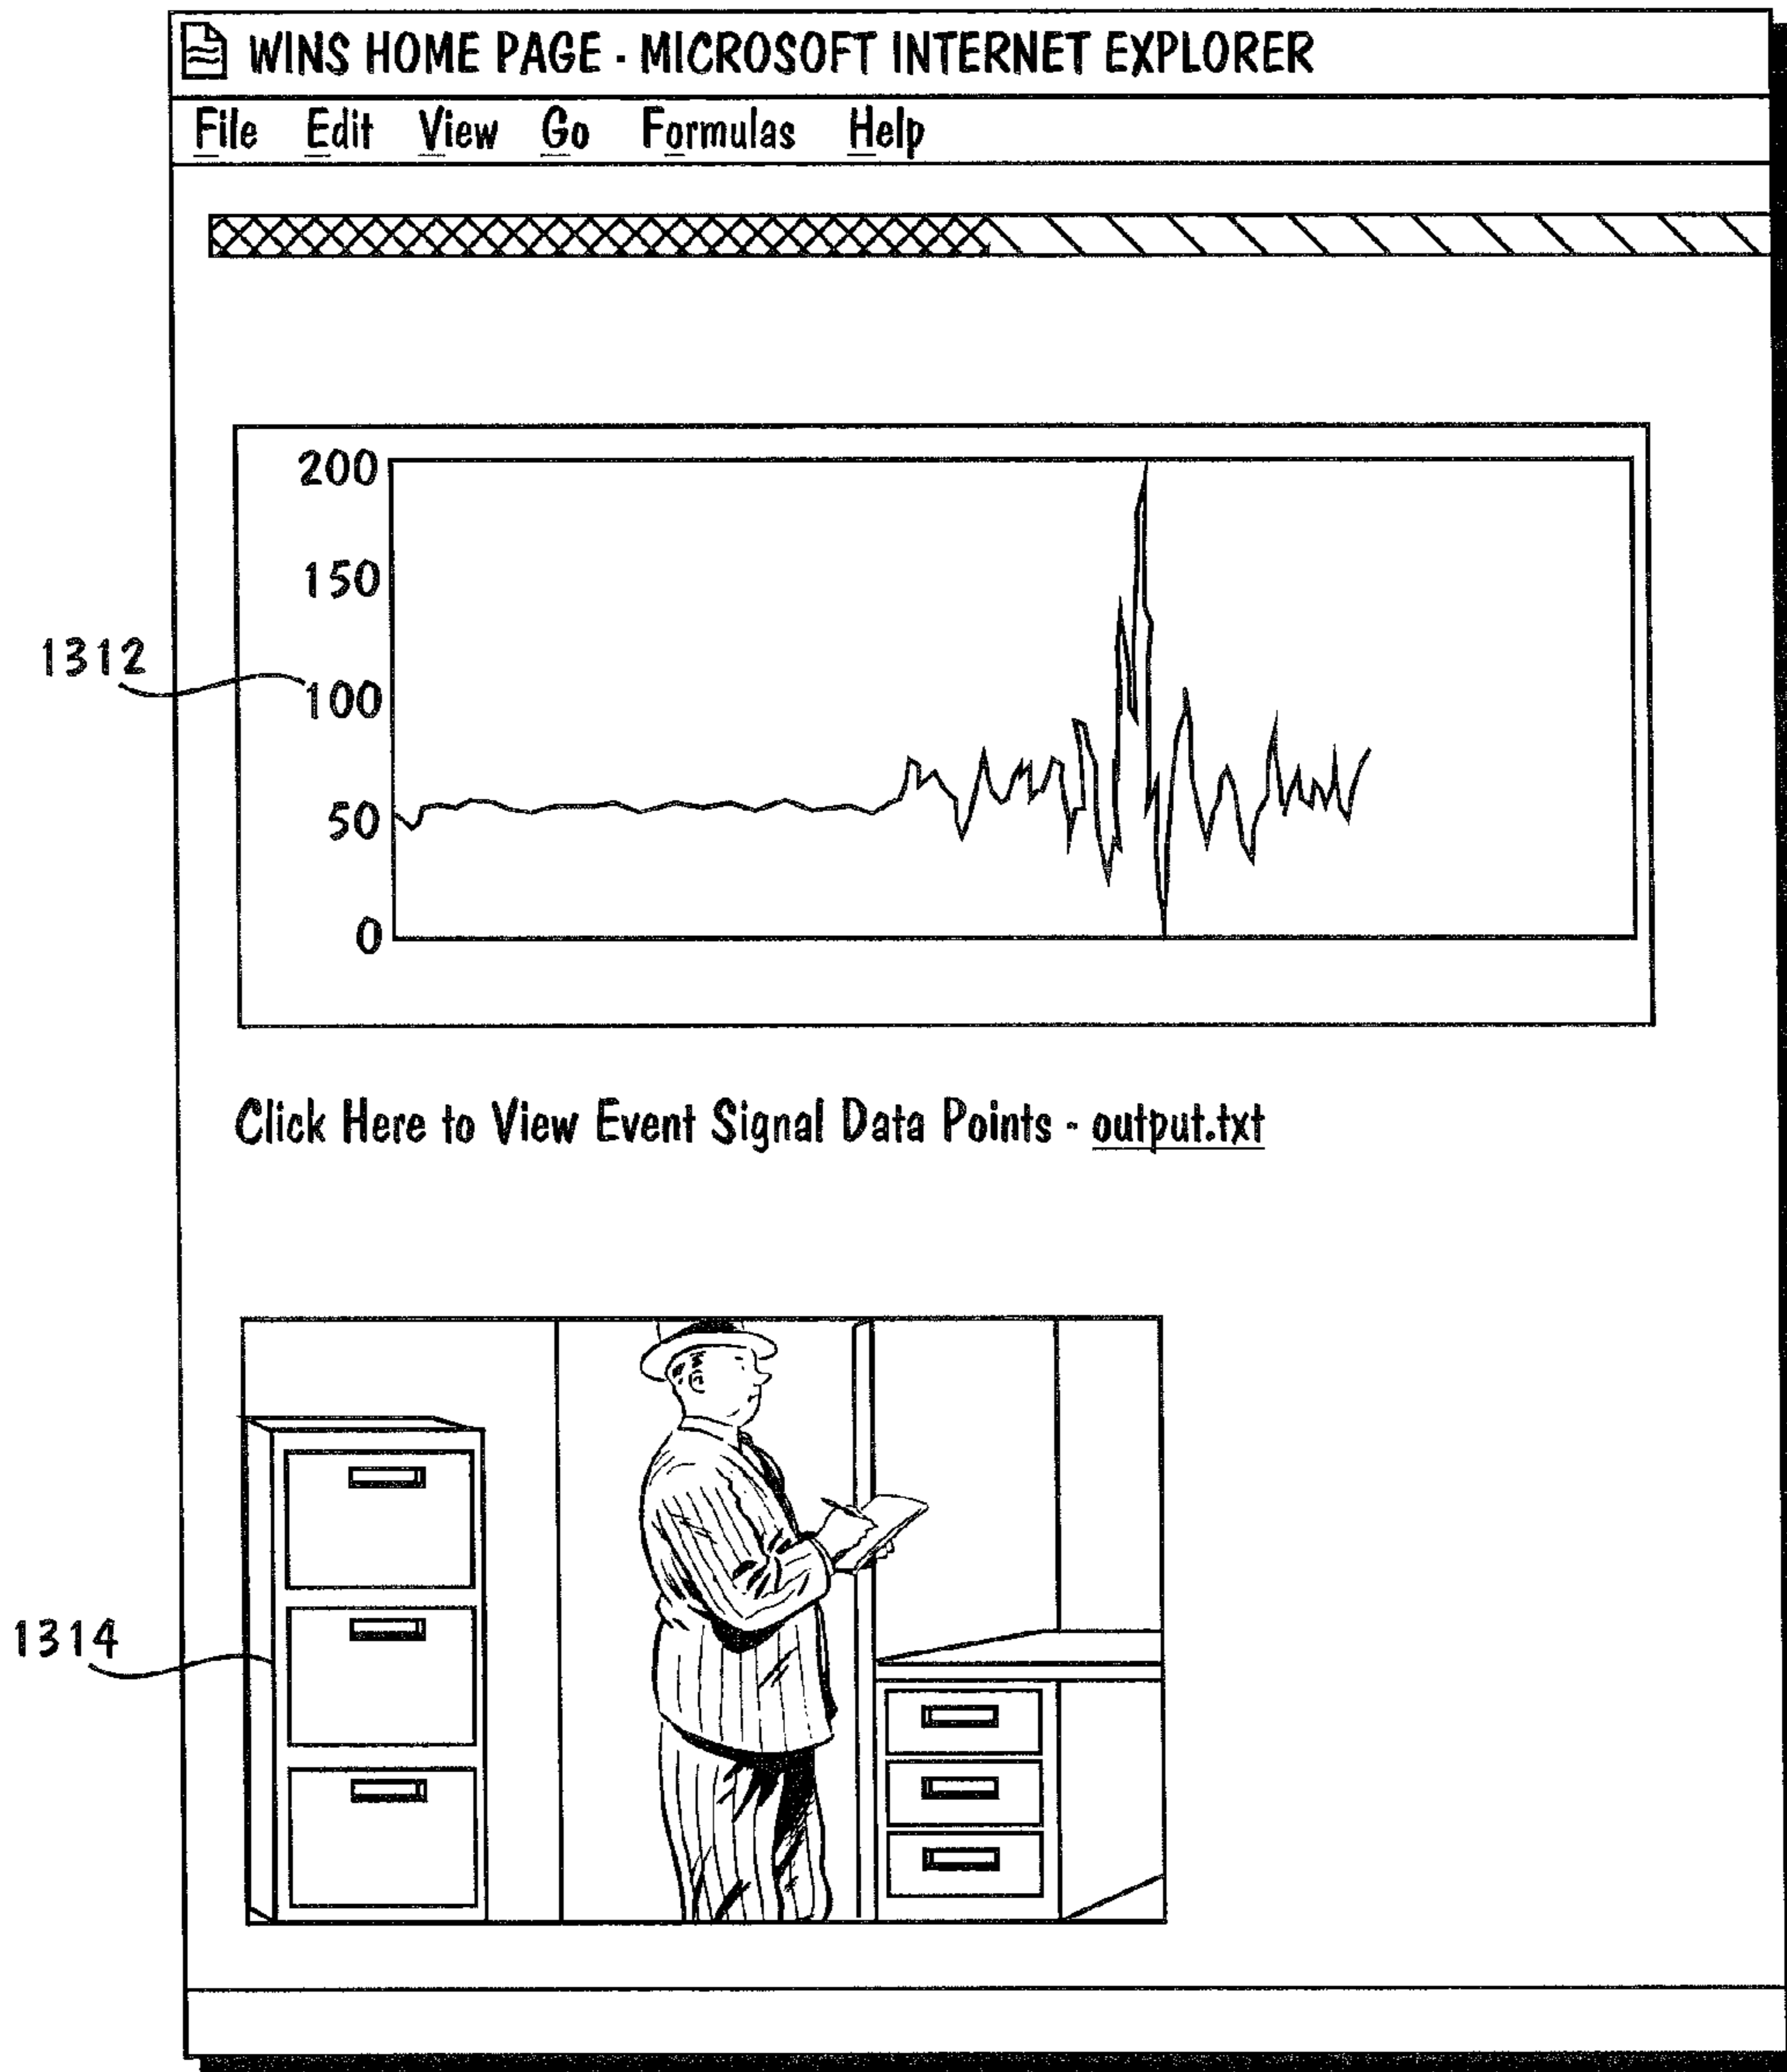 WINS HOME PAGE - MICROSOFT INTERNET EXPLORER
File Edit View Go Formulas Help
200
150
1312
100
50
0
Click Here to View Event Signal Data Points - output.txt
1314